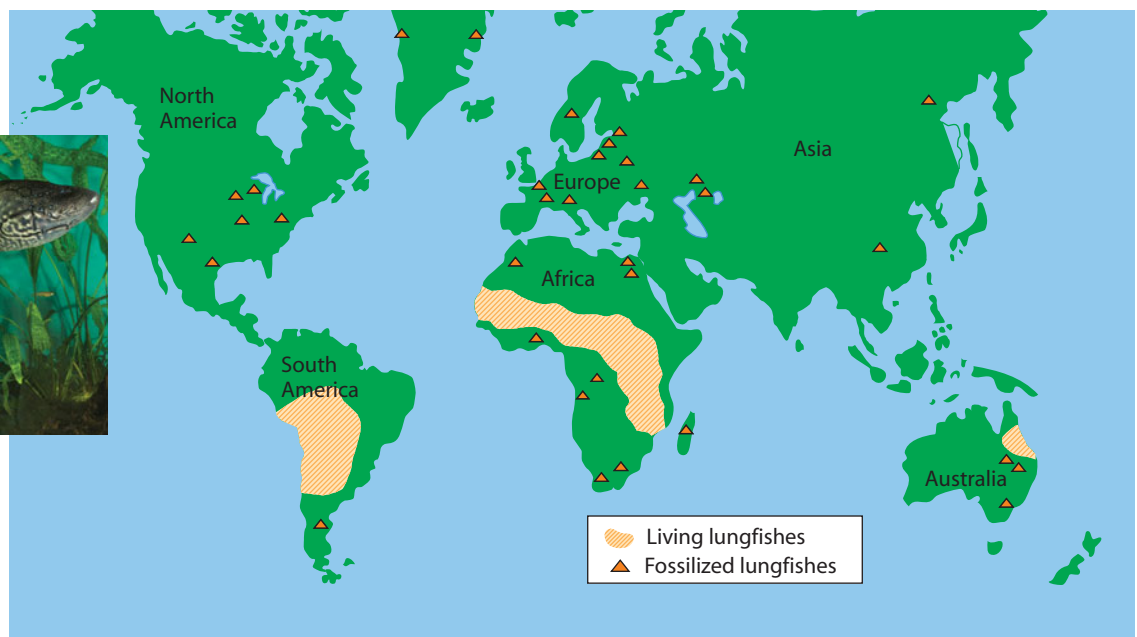 North
America
Asia
Europe
Africa
South
America
Australia
Living lungfishes
Fossilized lungfishes